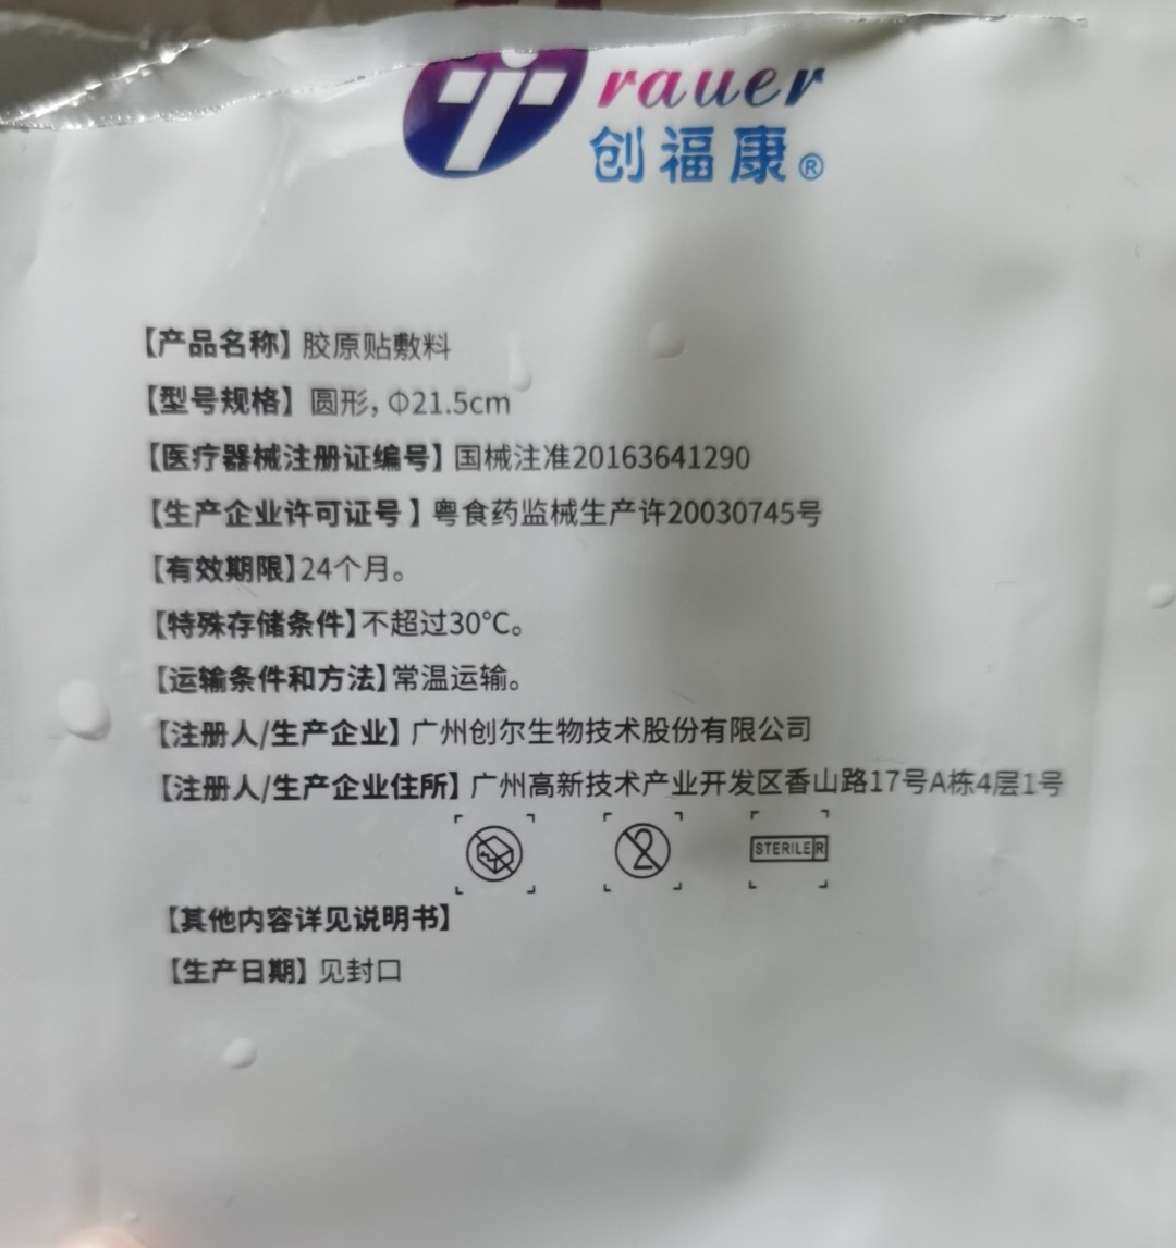 rauer
创福康®
【产品名称】胶原贴敷料
【型号规格】圆形，Φ21.5cm
【医疗器械注册证编号】国械注准20163641290
【生产企业许可证号】粤食药监械生产许20030745号
【有效期限】24个月。
【特殊存储条件】不超过30℃。
【运输条件和方法】常温运输。
【注册人/生产企业】广州创尔生物技术股份有限公司
【注册人/生产企业住所】广州高新技术产业开发区香山路17号A栋4层1号
2 STERILE R
【其他内容详见说明书】
【生产日期】见封口